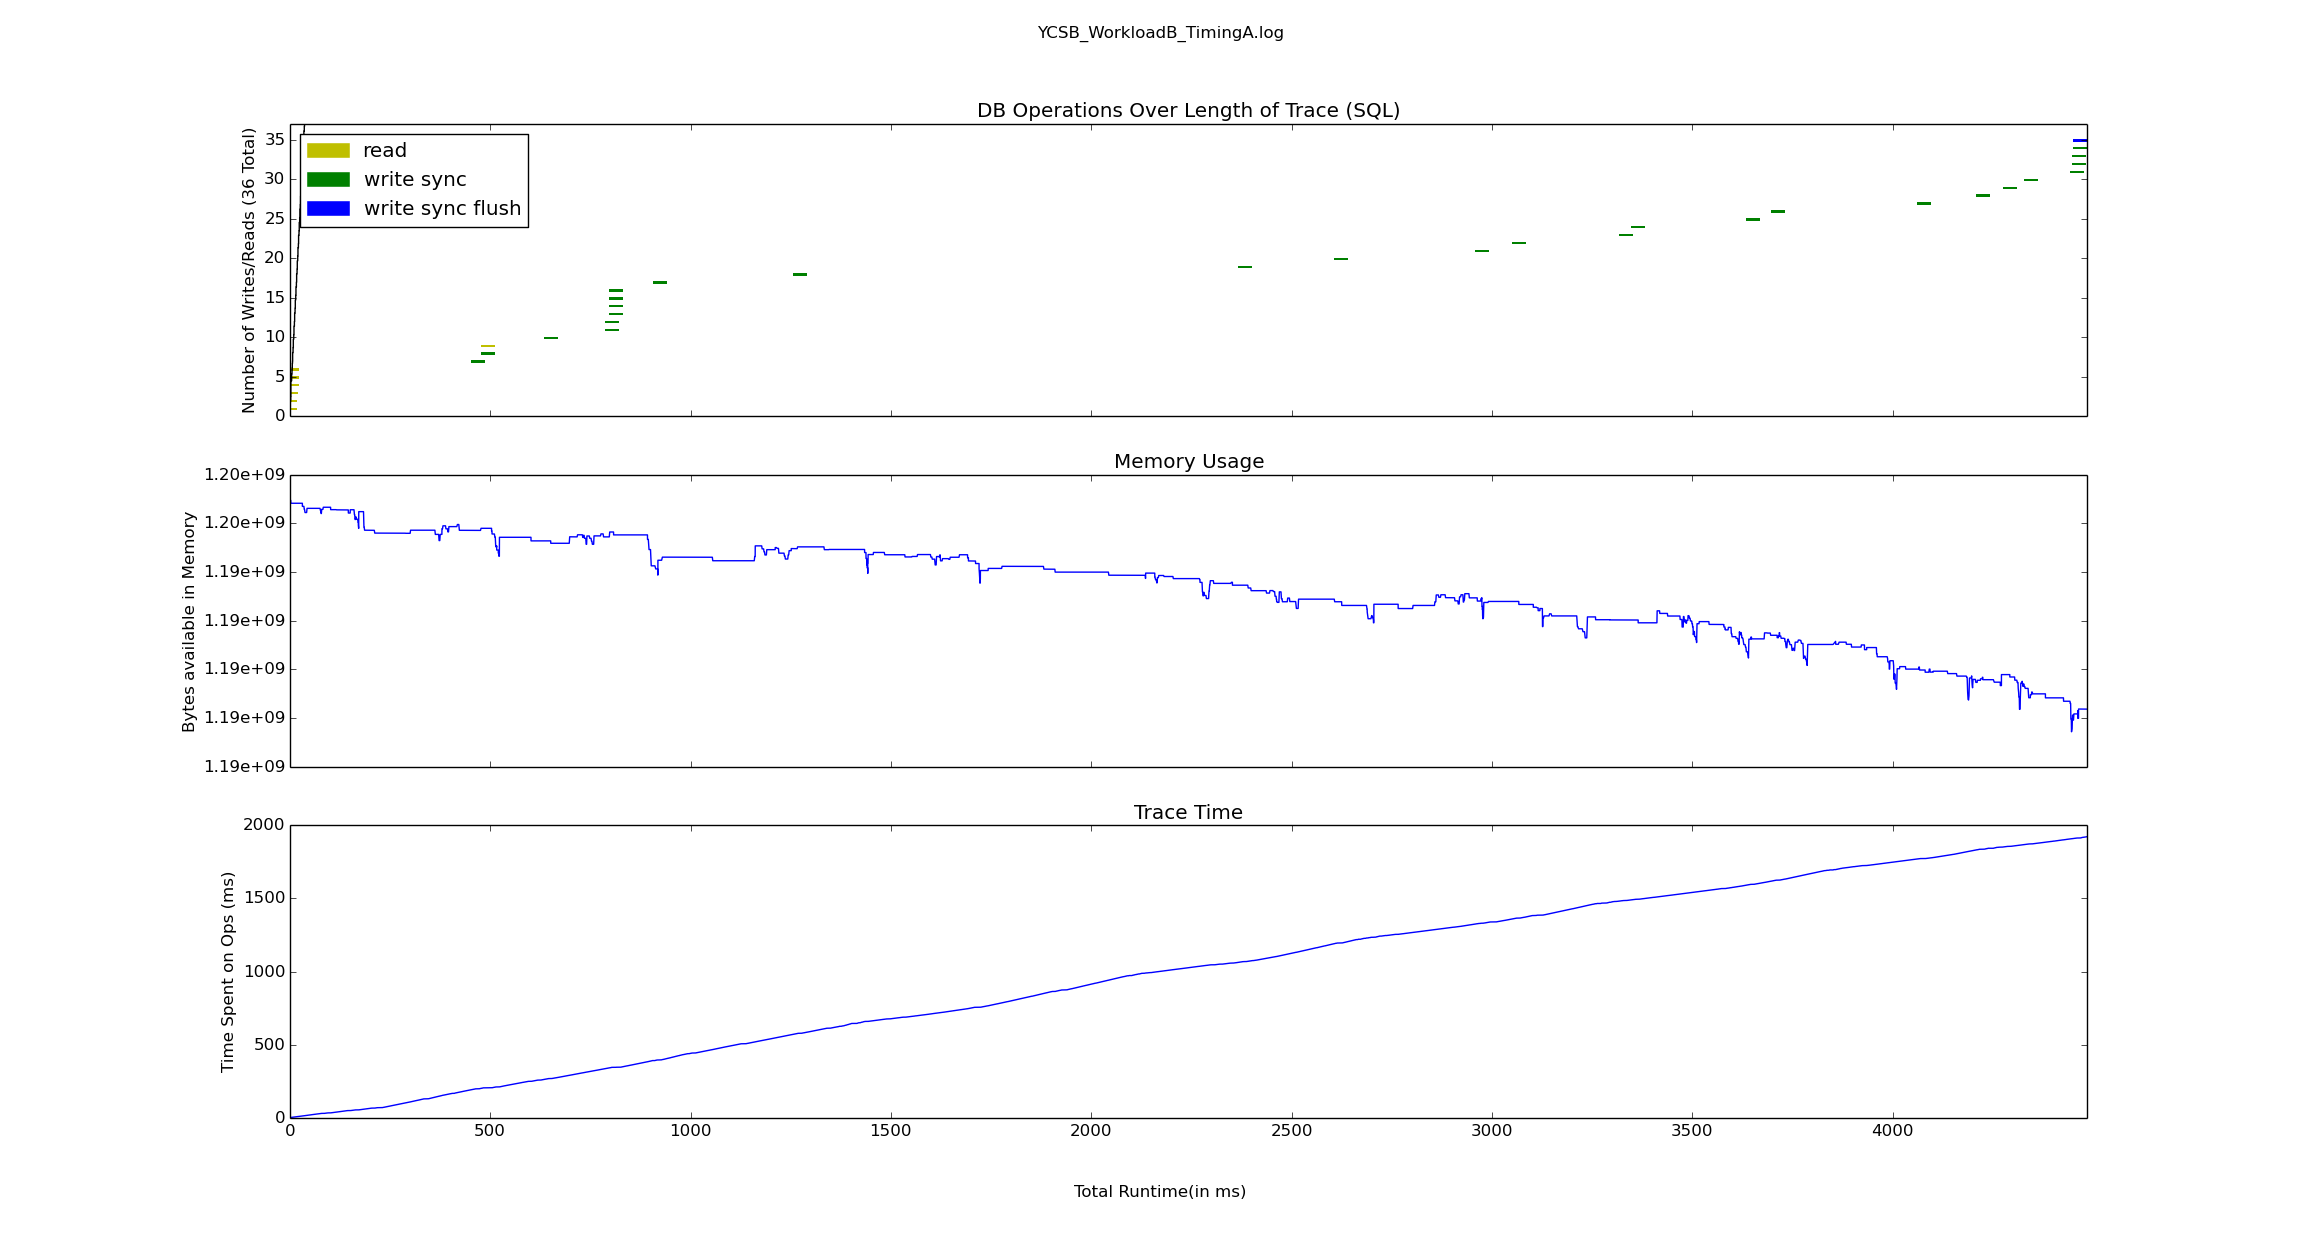 YCSB_WorkloadB_TimingA.log
DB Operations Over Length of Trace (SQL)
Number of Writes/Reads (36 Total)
35
30
25
20
15
10
5
0
read
write sync
write sync flush
Memory Usage
Bytes available in Memory
1.20e+09
1.20e+09
1.19e+09
1.19e+09
1.19e+09
1.19e+09
1.19e+09
Trace Time
Time Spent on Ops (ms)
2000
1500
1000
500
0
0 500 1000 1500 2000 2500 3000 3500 4000
Total Runtime(in ms)